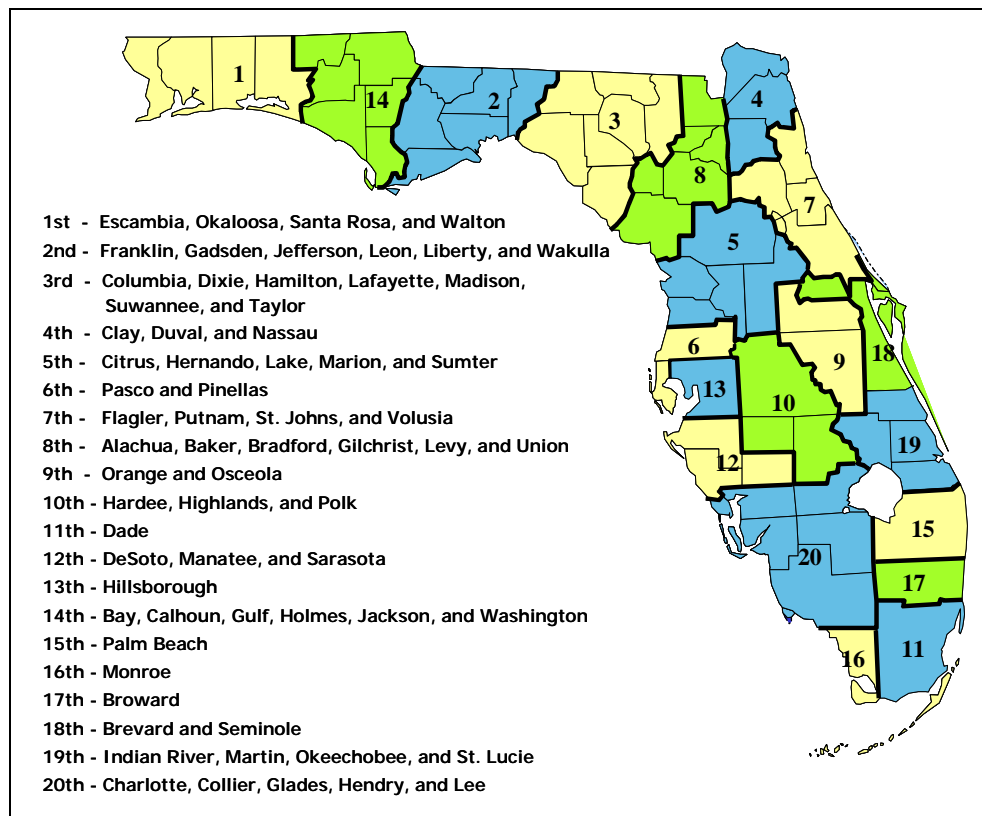 1
14
2
3
4
8
7
5
6
13
9
18
10
12
19
15
20
17
16
11
1st - Escambia, Okaloosa, Santa Rosa, and Walton
2nd - Franklin, Gadsden, Jefferson, Leon, Liberty, and Wakulla
3rd - Columbia, Dixie, Hamilton, Lafayette, Madison,
Suwannee, and Taylor
4th - Clay, Duval, and Nassau
5th - Citrus, Hernando, Lake, Marion, and Sumter
6th - Pasco and Pinellas
7th - Flagler, Putnam, St. Johns, and Volusia
8th - Alachua, Baker, Bradford, Gilchrist, Levy, and Union
9th - Orange and Osceola
10th - Hardee, Highlands, and Polk
11th - Dade
12th - DeSoto, Manatee, and Sarasota
13th - Hillsborough
14th - Bay, Calhoun, Gulf, Holmes, Jackson, and Washington
15th - Palm Beach
16th - Monroe
17th - Broward
18th - Brevard and Seminole
19th - Indian River, Martin, Okeechobee, and St. Lucie
20th - Charlotte, Collier, Glades, Hendry, and Lee